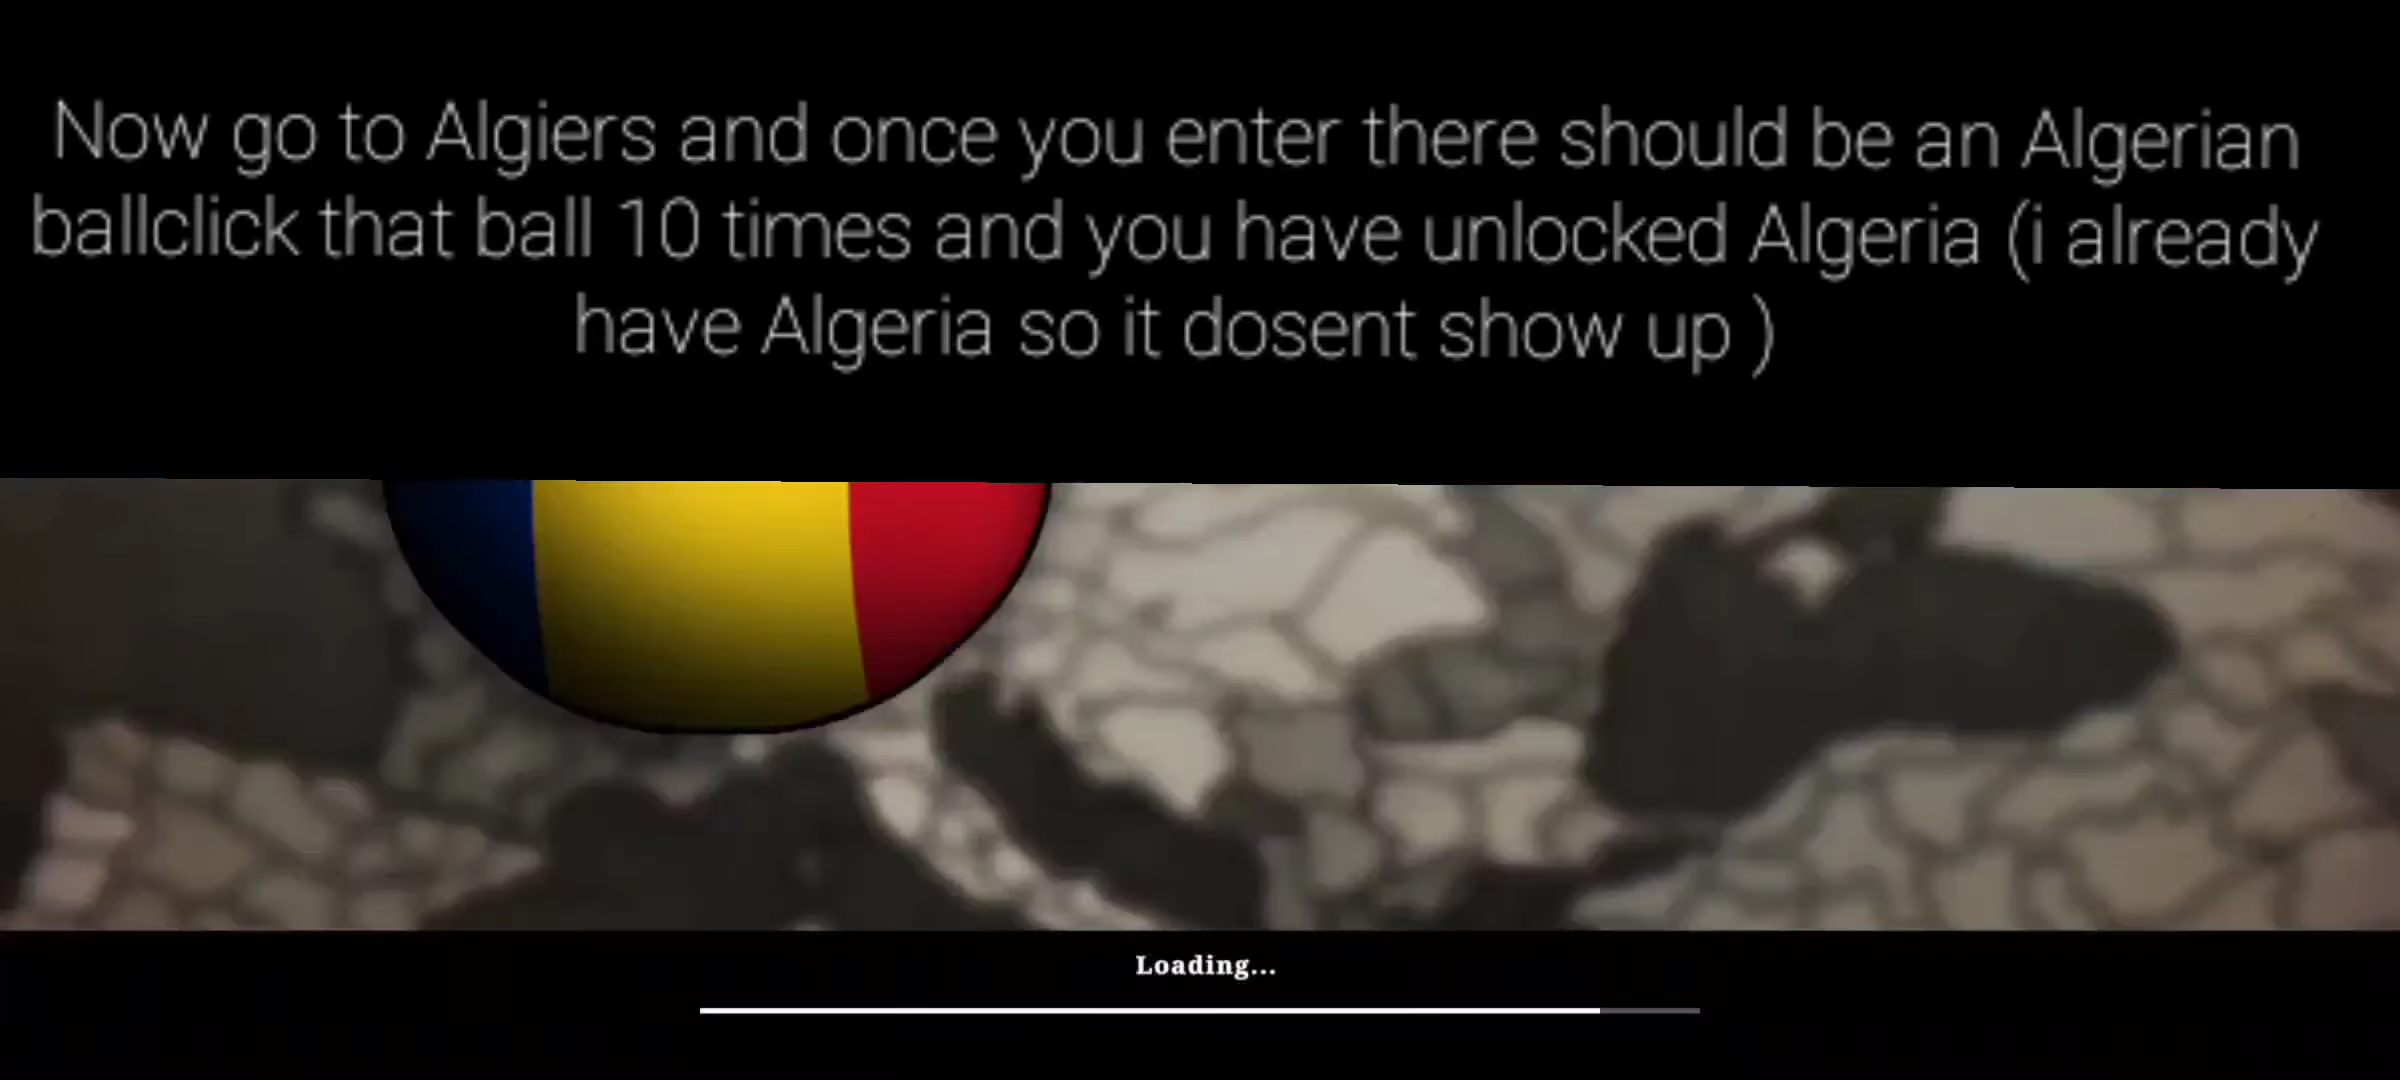 Now go to Algiers and once you enter there should be an Algerian
ballclick that ball 10 times and you have unlocked Algeria (i already
have Algeria so it dosent show up )
Loading...